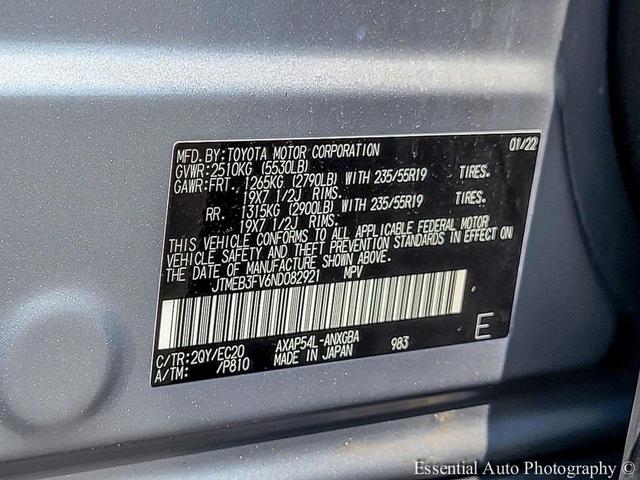 MFD.BY:TOYOTA MOTOR CORPORATION 01/22
GVWR:2510KG (5530LB)
GAWR:FRT. 1265KG (2790LB) WITH 235/55R19 TIRES.
19X7 1/2J RIMS.
RR. 1315KG (2900LB) WITH 235/55R19 TIRES.
19X7 1/2J RIMS.
THIS VEHICLE CONFORMS TO ALL APPLICABLE FEDERAL MOTOR
VEHICLE SAFETY AND THEFT PREVENTION STANDARDS IN EFFECT ON
THE DATE OF MANUFACTURE SHOWN ABOVE.
JTMEB3FV6ND082921 MPV
C/TR:2QY/EC20 AXAP54L-ANXGBA 983 E
A/TM: /P810 MADE IN JAPAN
Essential Auto Photography ©